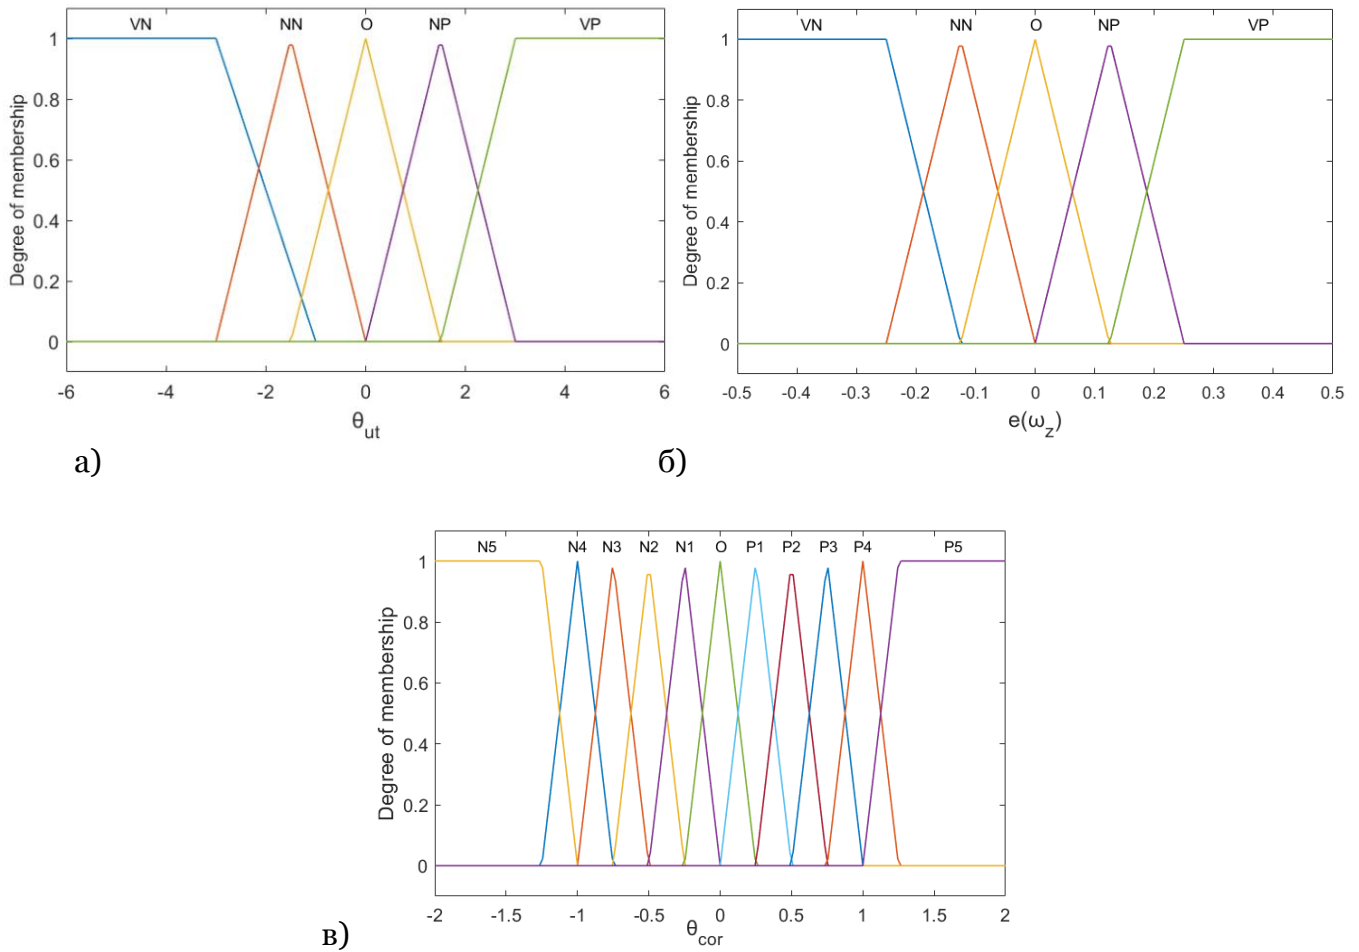 VN NN O NP VP
Degree of membership
1
0.8
0.6
0.4
0.2
0
-6 -4 -2 0 2 4 6
θut
а)
VN NN O NP VP
Degree of membership
1
0.8
0.6
0.4
0.2
0
-0.5 -0.4 -0.3 -0.2 -0.1 0 0.1 0.2 0.3 0.4 0.5
e(ωz)
б)
N5 N4 N3 N2 N1 O P1 P2 P3 P4 P5
Degree of membership
1
0.8
0.6
0.4
0.2
0
-2 -1.5 -1 -0.5 0 0.5 1 1.5 2
θcor
в)